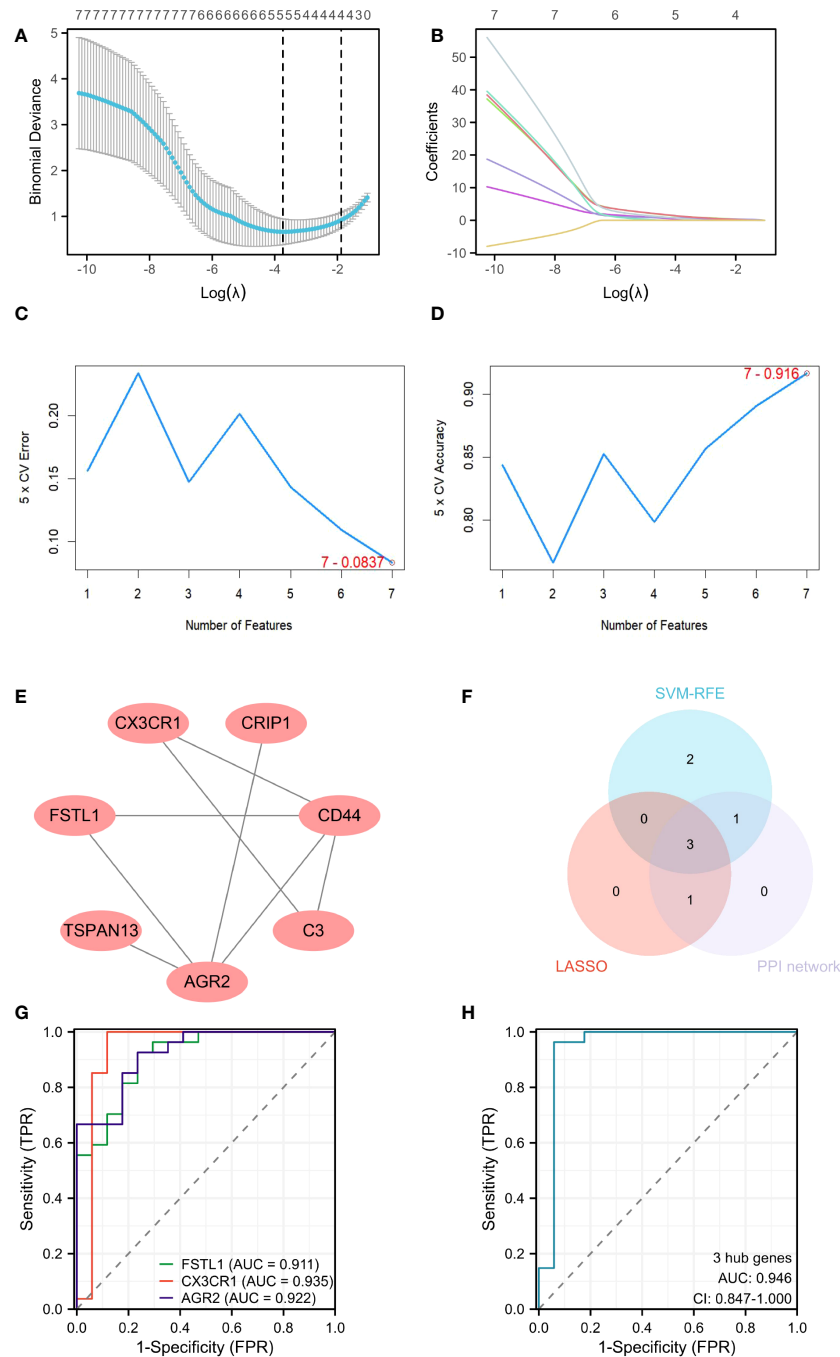 A
B
7 7 6 5 4
5
4
3
2
1
Binomial Deviance
-10 -8 -6 -4 -2
Log(λ)
50
40
30
20
10
0
-10
Coefficients
-10 -8 -6 -4 -2
Log(λ)
C
D
0.20
0.15
0.10
5 x CV Error
7 - 0.0837
1 2 3 4 5 6 7
Number of Features
0.90
0.85
0.80
5 x CV Accuracy
7 - 0.916
1 2 3 4 5 6 7
Number of Features
E
CX3CR1
CRIP1
FSTL1
CD44
TSPAN13
C3
AGR2
F
SVM-RFE
2
0
1
3
0
1
0
LASSO
PPI network
G
1.0
0.8
0.6
0.4
0.2
0.0
Sensitivity (TPR)
FSTL1 (AUC = 0.911)
CX3CR1 (AUC = 0.935)
AGR2 (AUC = 0.922)
0.0 0.2 0.4 0.6 0.8 1.0
1-Specificity (FPR)
H
1.0
0.8
0.6
0.4
0.2
0.0
Sensitivity (TPR)
3 hub genes
AUC: 0.946
CI: 0.847-1.000
0.0 0.2 0.4 0.6 0.8 1.0
1-Specificity (FPR)